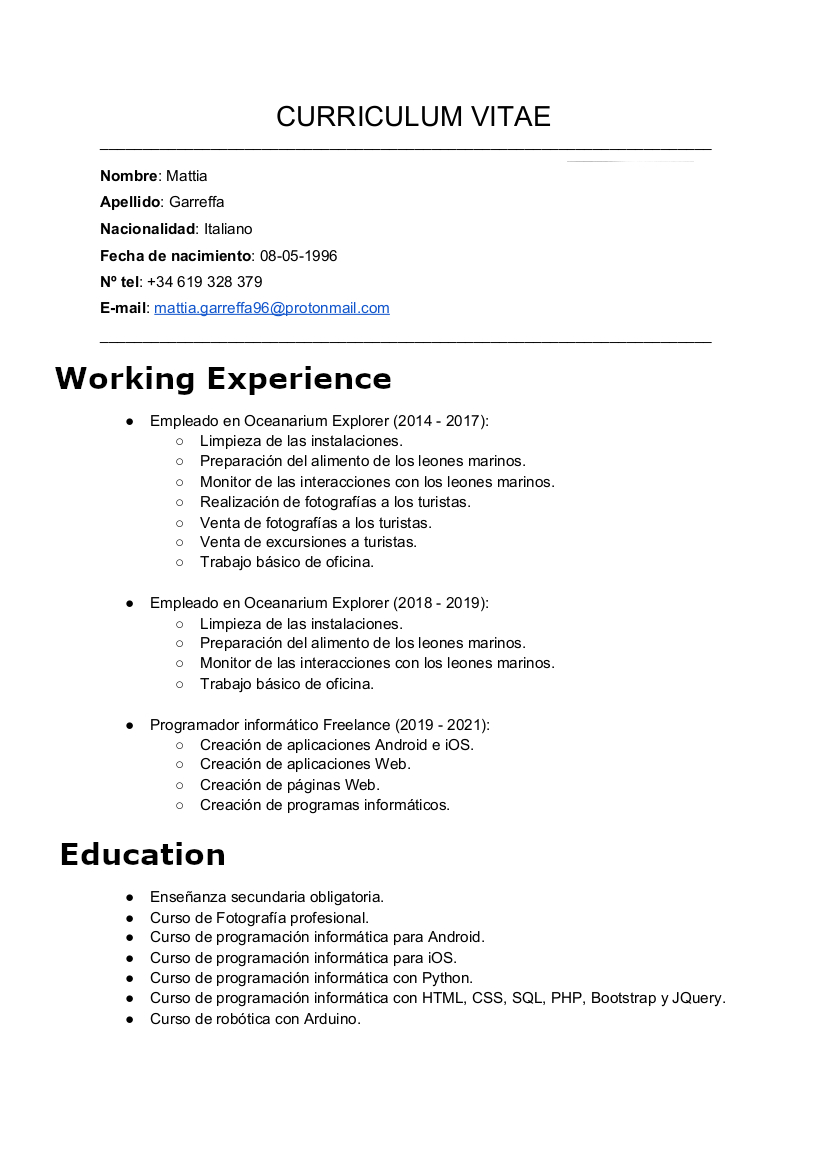 CURRICULUM VITAE
Nombre: Mattia
Apellido: Garreffa
Nacionalidad: Italiano
Fecha de nacimiento: 08-05-1996
Nº tel: +34 619 328 379
E-mail: mattia.garreffa96@protonmail.com
Working Experience
● Empleado en Oceanarium Explorer (2014 - 2017):
○ Limpieza de las instalaciones.
○ Preparación del alimento de los leones marinos.
○ Monitor de las interacciones con los leones marinos.
○ Realización de fotografías a los turistas.
○ Venta de fotografías a los turistas.
○ Venta de excursiones a turistas.
○ Trabajo básico de oficina.
● Empleado en Oceanarium Explorer (2018 - 2019):
○ Limpieza de las instalaciones.
○ Preparación del alimento de los leones marinos.
○ Monitor de las interacciones con los leones marinos.
○ Trabajo básico de oficina.
● Programador informático Freelance (2019 - 2021):
○ Creación de aplicaciones Android e iOS.
○ Creación de aplicaciones Web.
○ Creación de páginas Web.
○ Creación de programas informáticos.
Education
● Enseñanza secundaria obligatoria.
● Curso de Fotografía profesional.
● Curso de programación informática para Android.
● Curso de programación informática para iOS.
● Curso de programación informática con Python.
● Curso de programación informática con HTML, CSS, SQL, PHP, Bootstrap y JQuery.
● Curso de robótica con Arduino.